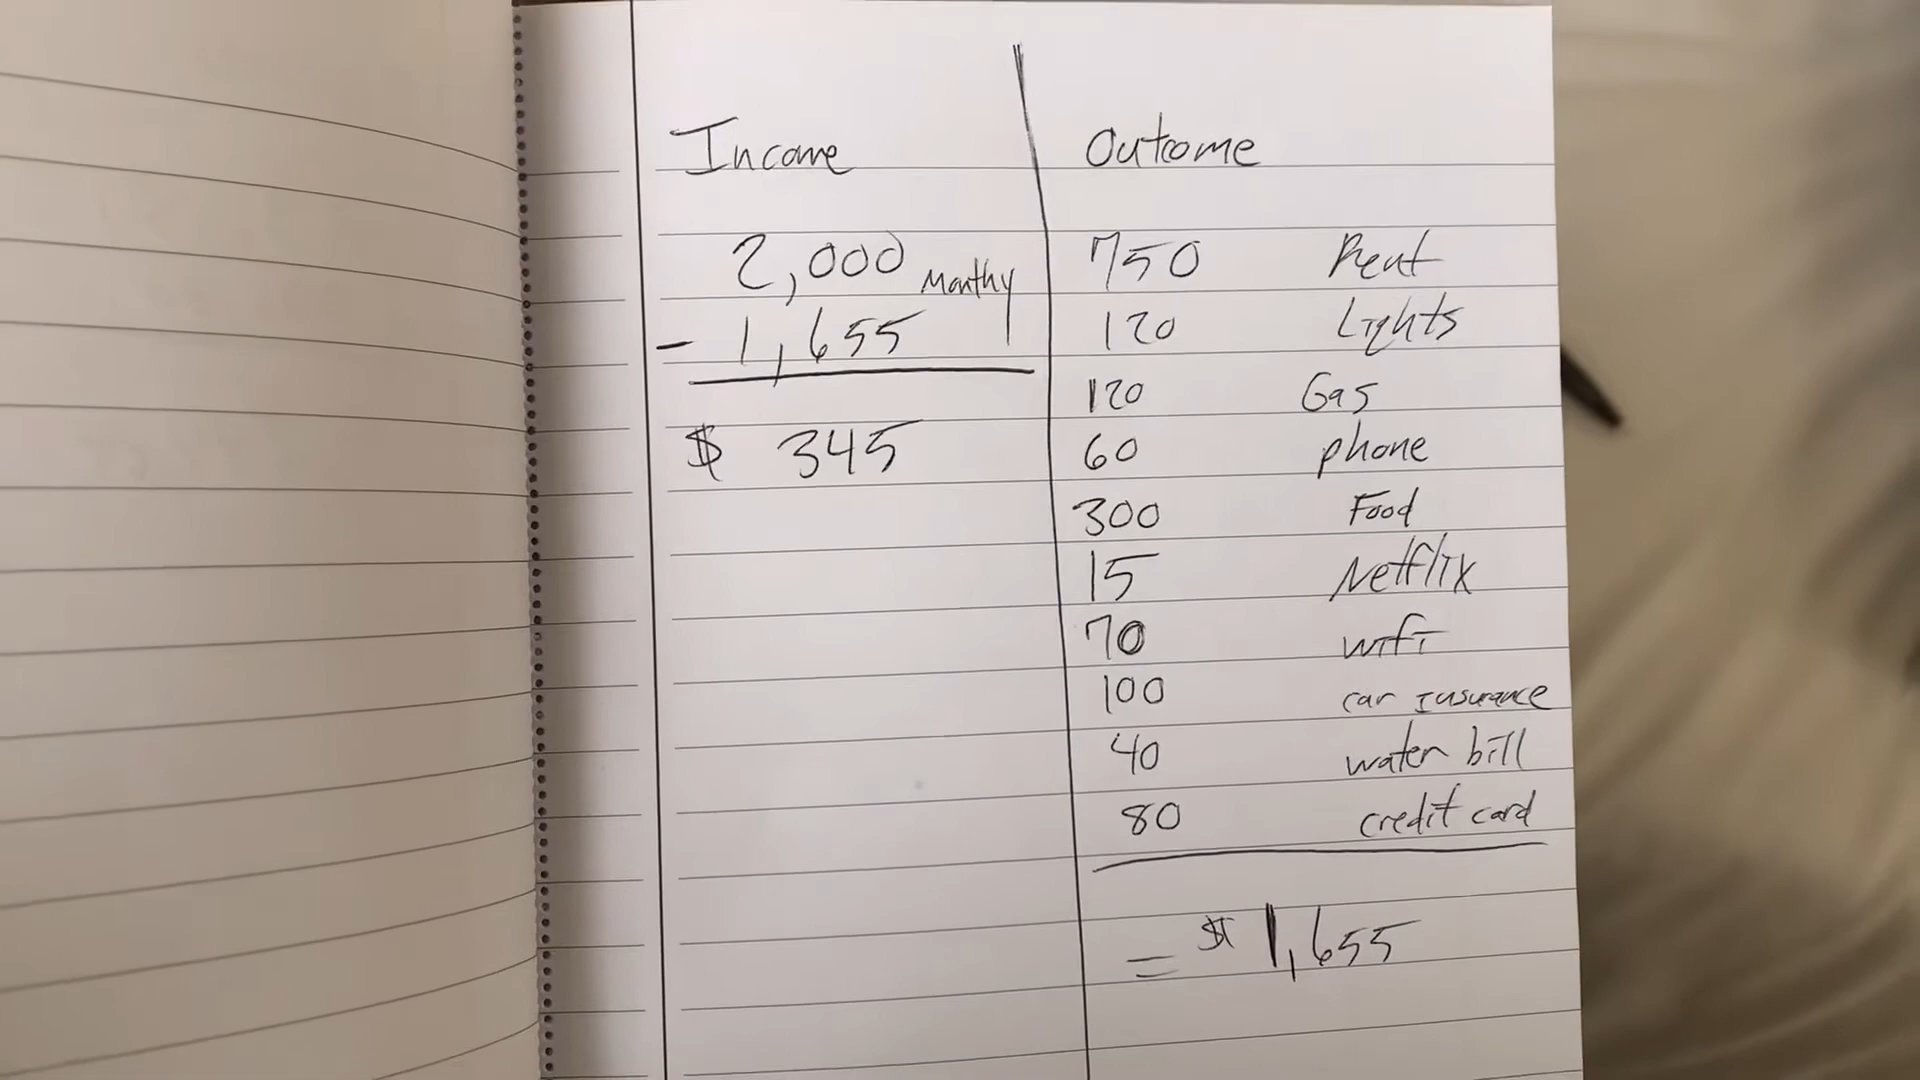 Income
2,000 Monthy
- 1,655
$ 345
Outcome
750 Rent
120 Lights
120 Gas
60 phone
300 Food
15 Netflix
70 wifi
100 car insurance
40 water bill
80 credit card
= $ 1,655